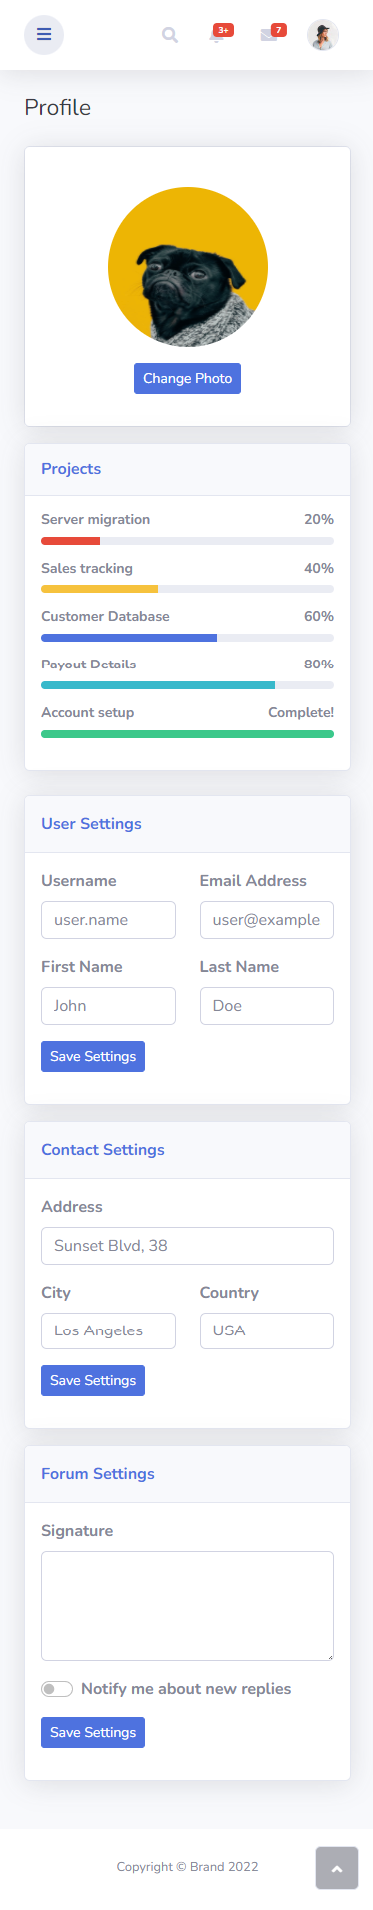 3+ 7
Profile
Change Photo
Projects
Server migration 20%
Sales tracking 40%
Customer Database 60%
Payout Details 80%
Account setup Complete!
User Settings
Username Email Address
user.name user@example
First Name Last Name
John Doe
Save Settings
Contact Settings
Address
Sunset Blvd, 38
City Country
Los Angeles USA
Save Settings
Forum Settings
Signature
Notify me about new replies
Save Settings
Copyright © Brand 2022